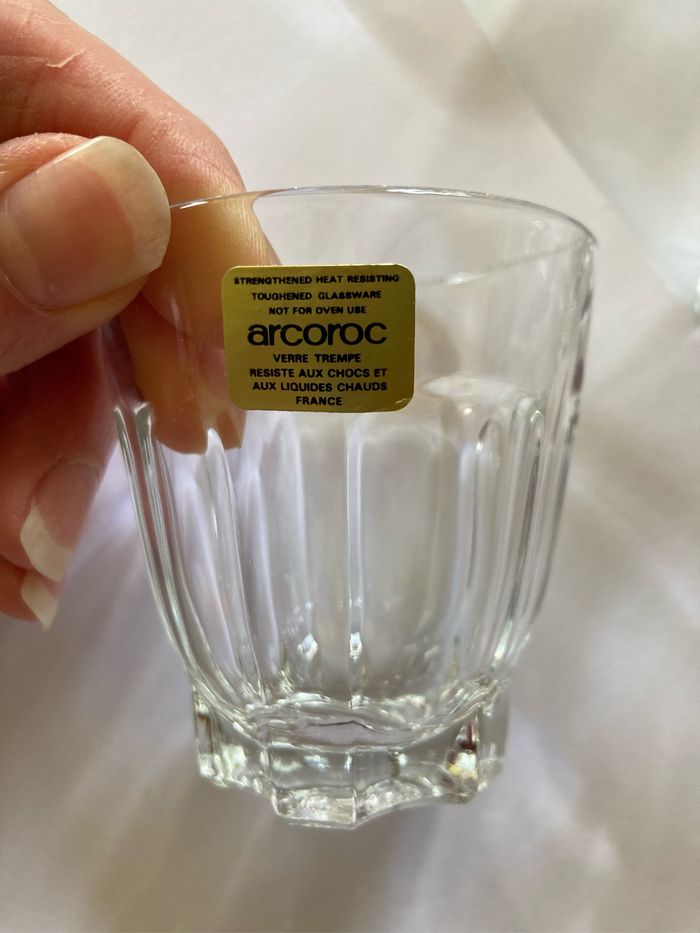 STRENGTHENED HEAT RESISTING
TOUGHENED GLASSWARE
NOT FOR OVEN USE
arcoroc
VERRE TREMPE
RESISTE AUX CHOCS ET
AUX LIQUIDES CHAUDS
FRANCE